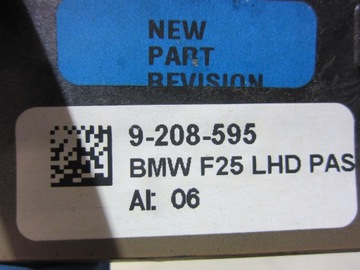 NEW
PART
REVISION
9-208-595
BMW F25 LHD PAS
AI: 06